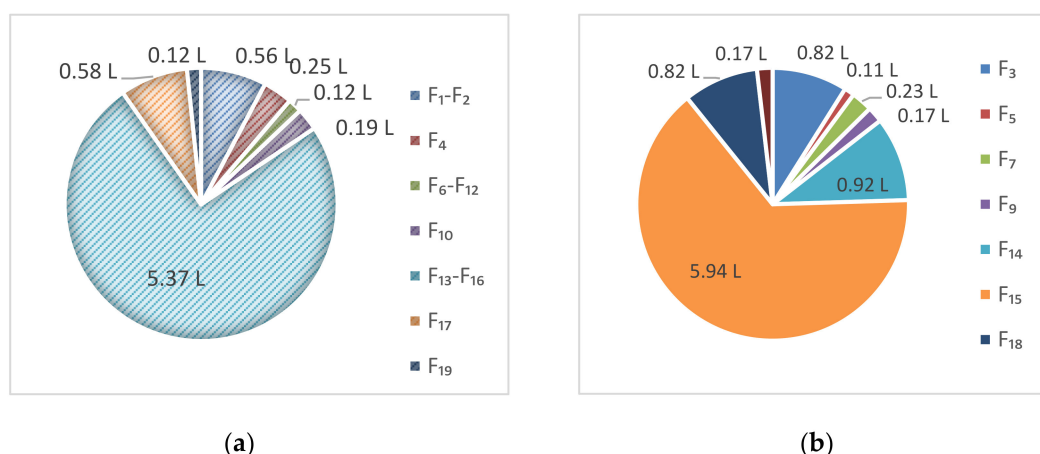 0.12 L
0.56 L
0.58 L
0.25 L
0.12 L
0.19 L
5.37 L
F₁-F₂
F₄
F₆-F₁₂
F₁₀
F₁₃-F₁₆
F₁₇
F₁₉
(a)
0.17 L
0.82 L
0.82 L
0.11 L
0.23 L
0.17 L
0.92 L
5.94 L
F₃
F₅
F₇
F₉
F₁₄
F₁₅
F₁₈
(b)